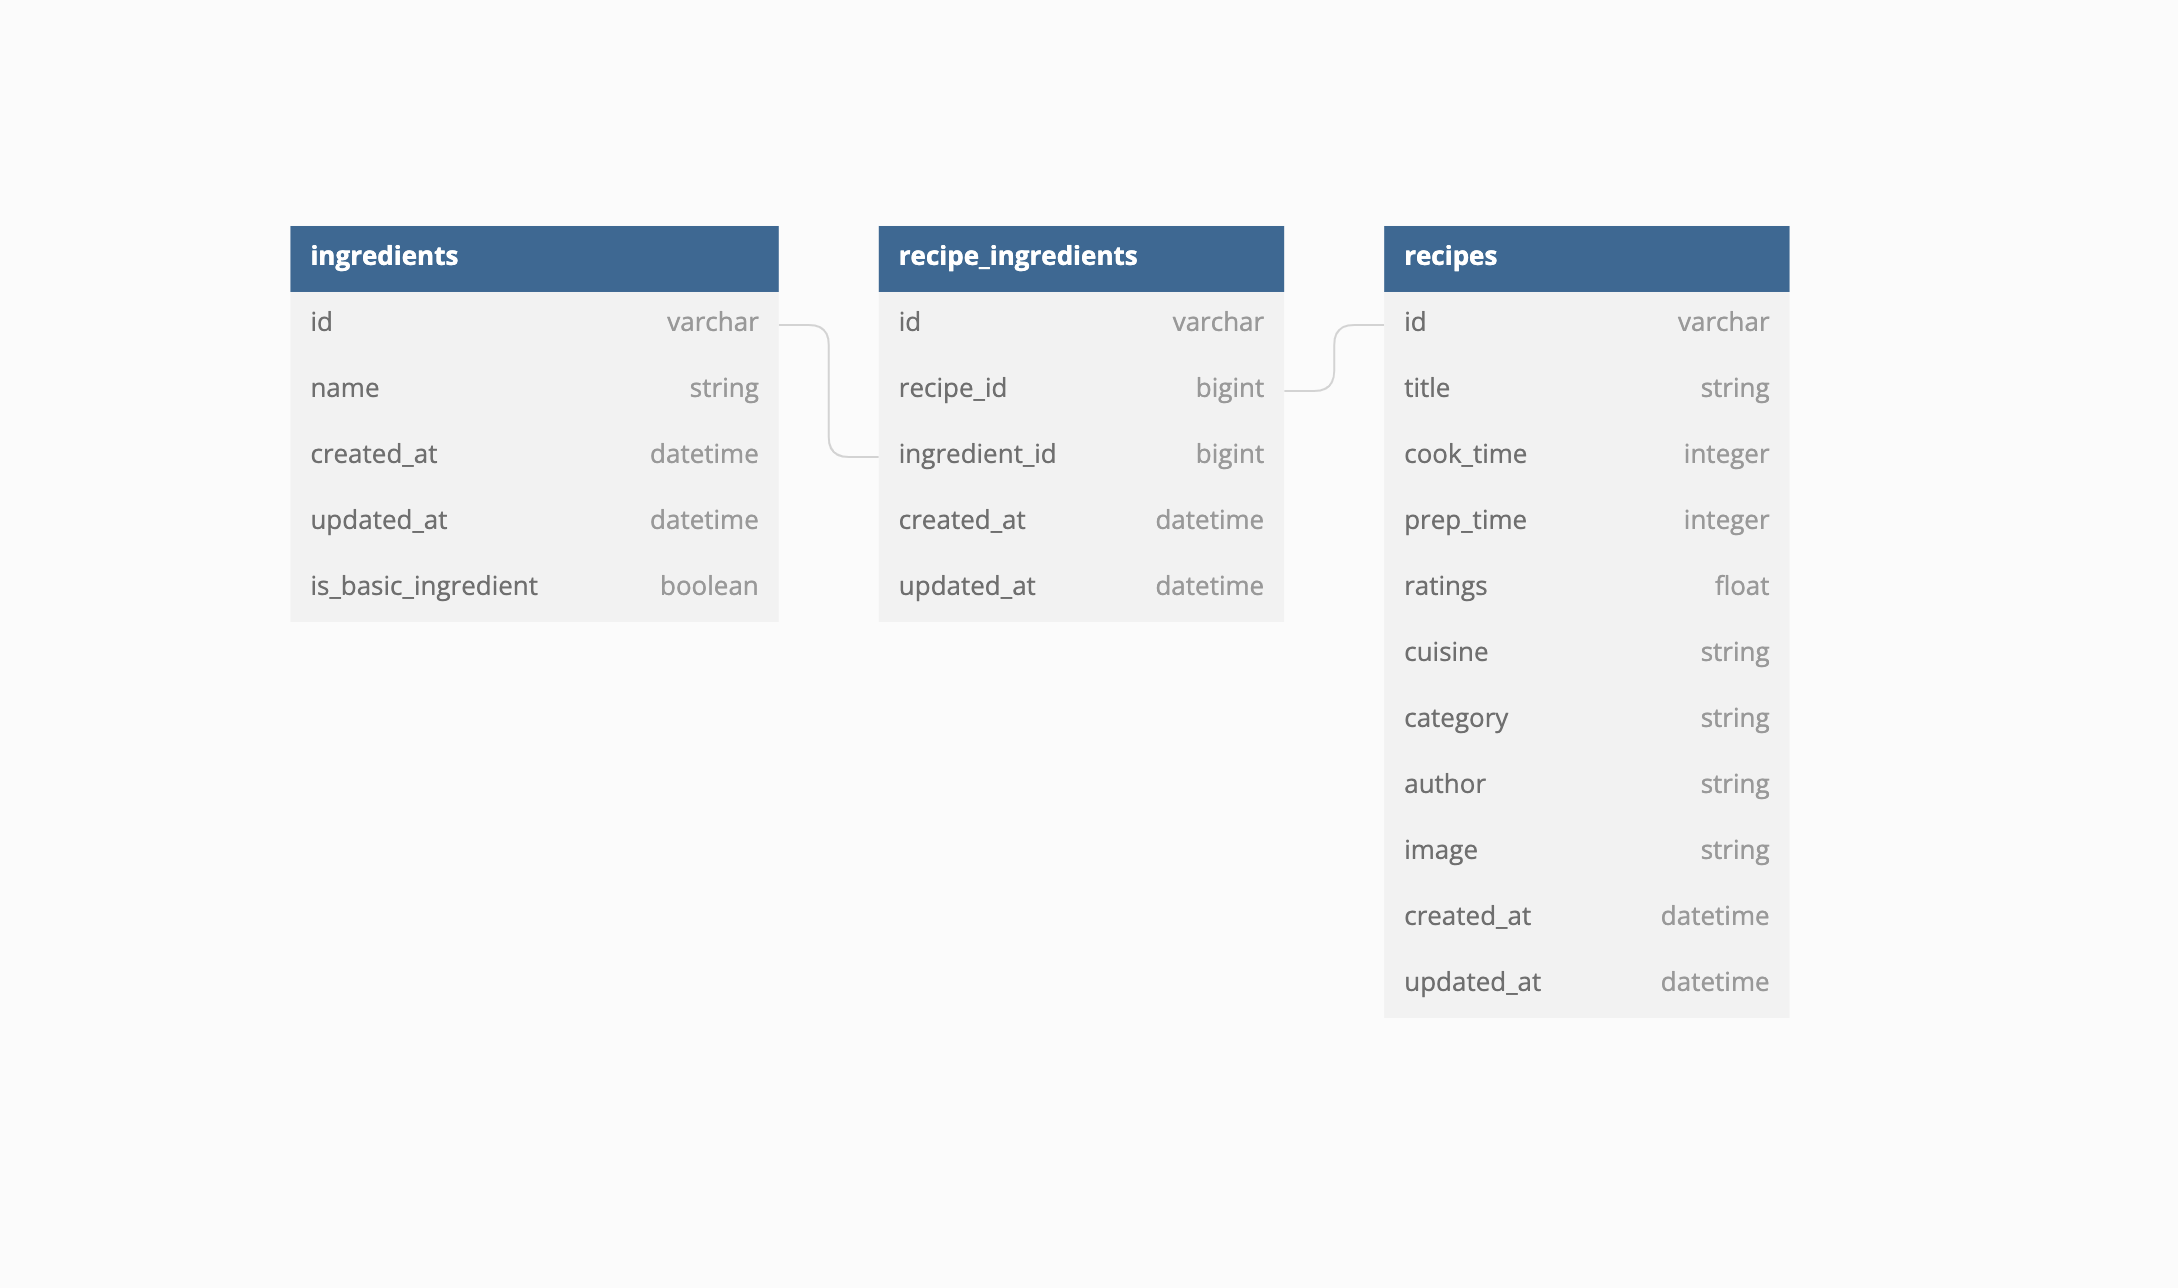 ingredients
id varchar
name string
created_at datetime
updated_at datetime
is_basic_ingredient boolean
recipe_ingredients
id varchar
recipe_id bigint
ingredient_id bigint
created_at datetime
updated_at datetime
recipes
id varchar
title string
cook_time integer
prep_time integer
ratings float
cuisine string
category string
author string
image string
created_at datetime
updated_at datetime